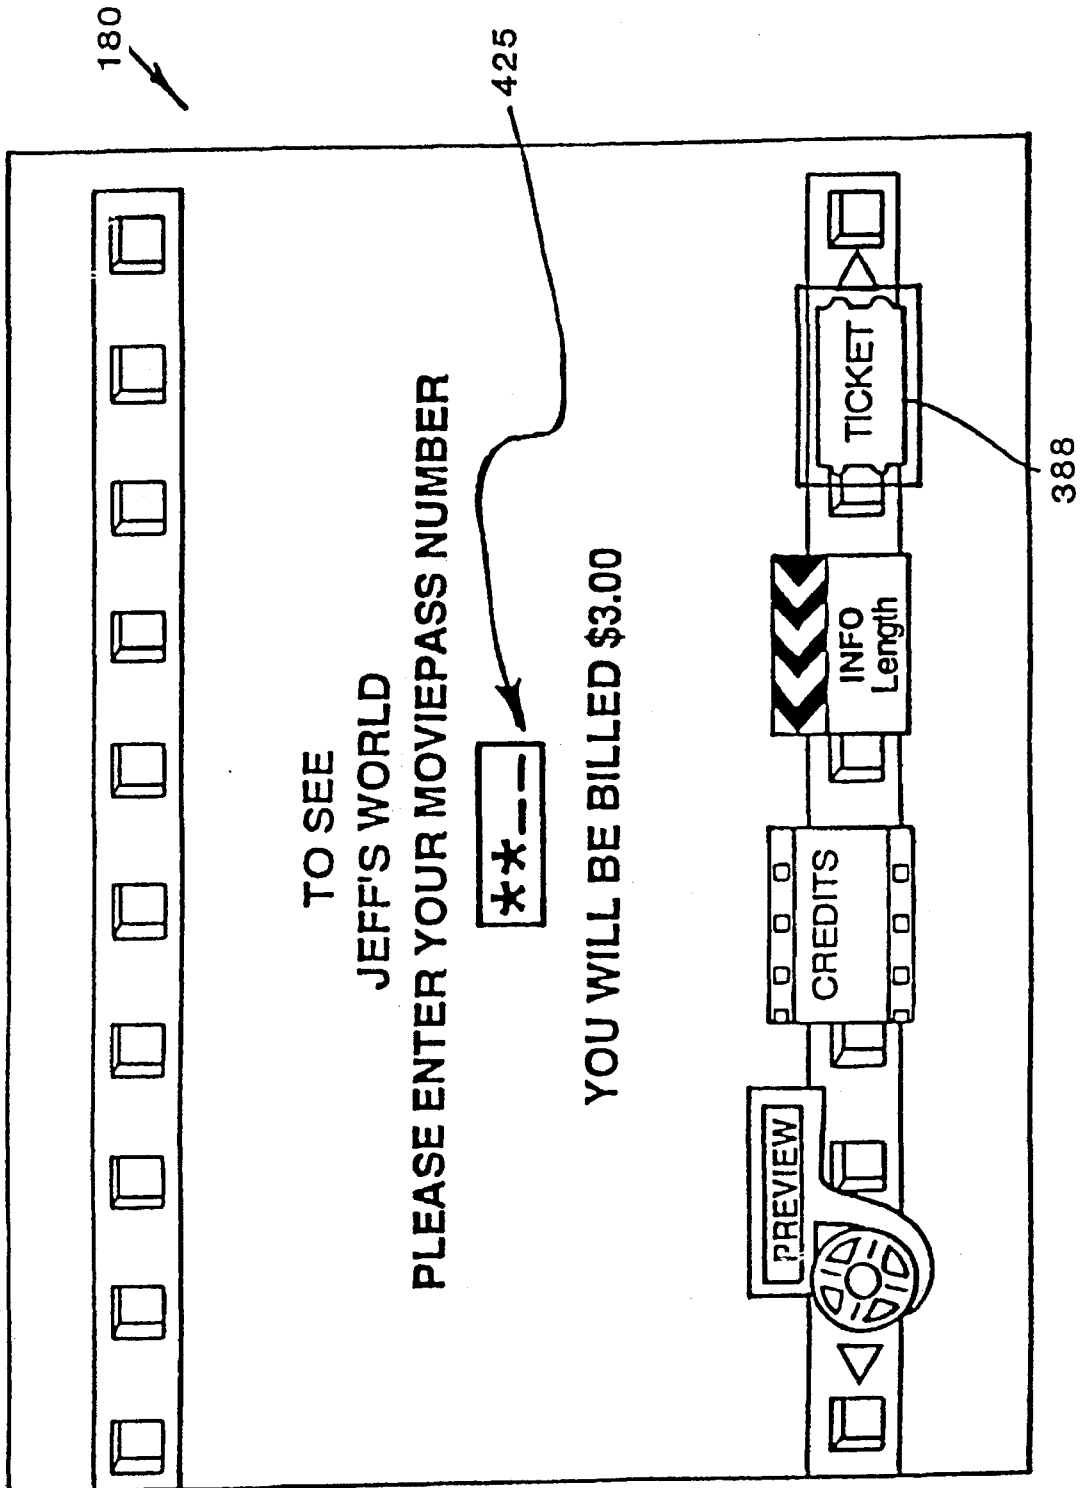 180
425
TO SEE
JEFF'S WORLD
PLEASE ENTER YOUR MOVIEPASS NUMBER
**__
YOU WILL BE BILLED $3.00
PREVIEW
CREDITS
INFO
Length
TICKET
388